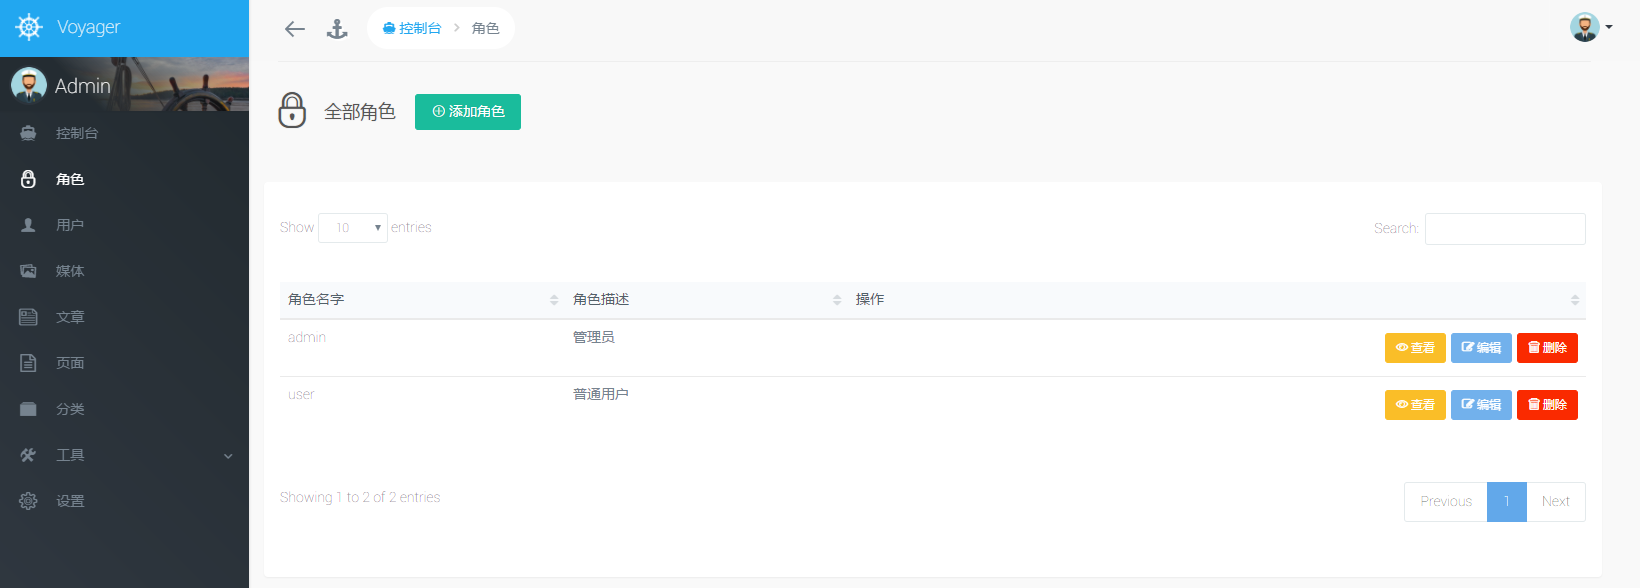 Voyager
控制台 > 角色
Admin
控制台
角色
用户
媒体
文章
页面
分类
工具
设置
全部角色
添加角色
Show 10 entries
Search:
角色名字 角色描述 操作
admin 管理员 查看 编辑 删除
user 普通用户 查看 编辑 删除
Showing 1 to 2 of 2 entries
Previous 1 Next